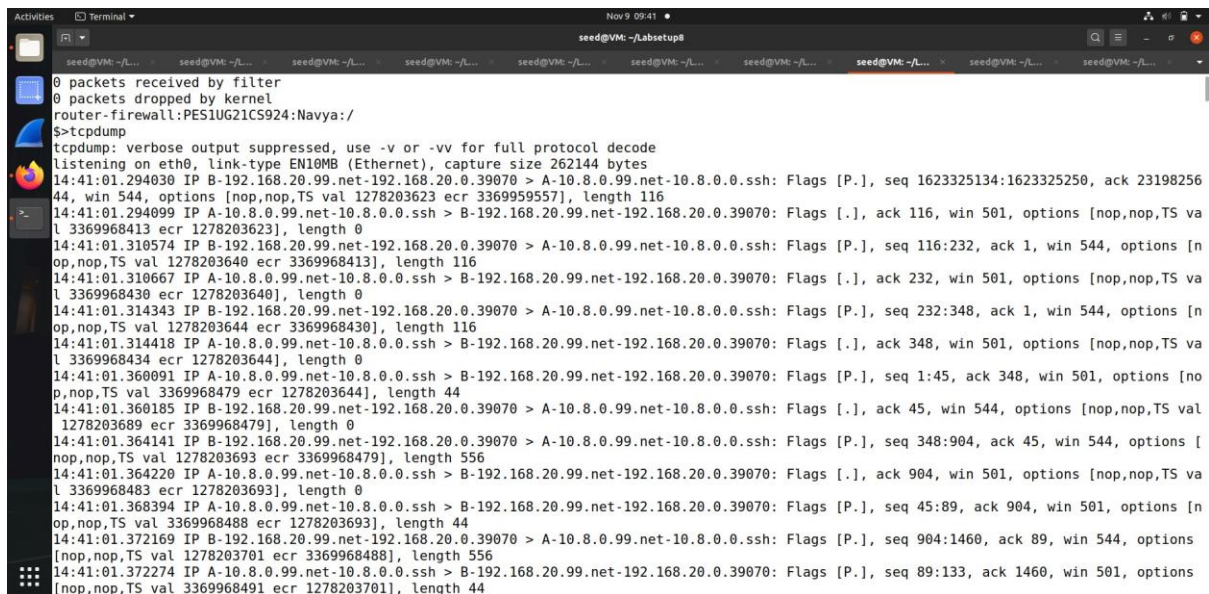 Activities
Terminal
Nov 9 09:41
seed@VM: ~/Labsetup8
seed@VM: ~/L... seed@VM: ~/L... seed@VM: ~/L... seed@VM: ~/L... seed@VM: ~/L... seed@VM: ~/L... seed@VM: ~/L... seed@VM: ~/L... seed@VM: ~/L... seed@VM: ~/L...
0 packets received by filter
0 packets dropped by kernel
router-firewall:PES1UG21CS924:Navya:/
$>tcpdump
tcpdump: verbose output suppressed, use -v or -vv for full protocol decode
listening on eth0, link-type EN10MB (Ethernet), capture size 262144 bytes
14:41:01.294030 IP B-192.168.20.99.net-192.168.20.0.39070 > A-10.8.0.99.net-10.8.0.0.ssh: Flags [P.], seq 1623325134:1623325250, ack 23198256
44, win 544, options [nop,nop,TS val 1278203623 ecr 3369959557], length 116
14:41:01.294099 IP A-10.8.0.99.net-10.8.0.0.ssh > B-192.168.20.99.net-192.168.20.0.39070: Flags [.], ack 116, win 501, options [nop,nop,TS va
l 3369968413 ecr 1278203623], length 0
14:41:01.310574 IP B-192.168.20.99.net-192.168.20.0.39070 > A-10.8.0.99.net-10.8.0.0.ssh: Flags [P.], seq 116:232, ack 1, win 544, options [n
op,nop,TS val 1278203640 ecr 3369968413], length 116
14:41:01.310667 IP A-10.8.0.99.net-10.8.0.0.ssh > B-192.168.20.99.net-192.168.20.0.39070: Flags [.], ack 232, win 501, options [nop,nop,TS va
l 3369968430 ecr 1278203640], length 0
14:41:01.314343 IP B-192.168.20.99.net-192.168.20.0.39070 > A-10.8.0.99.net-10.8.0.0.ssh: Flags [P.], seq 232:348, ack 1, win 544, options [n
op,nop,TS val 1278203644 ecr 3369968430], length 116
14:41:01.314418 IP A-10.8.0.99.net-10.8.0.0.ssh > B-192.168.20.99.net-192.168.20.0.39070: Flags [.], ack 348, win 501, options [nop,nop,TS va
l 3369968434 ecr 1278203644], length 0
14:41:01.360091 IP A-10.8.0.99.net-10.8.0.0.ssh > B-192.168.20.99.net-192.168.20.0.39070: Flags [P.], seq 1:45, ack 348, win 501, options [no
p,nop,TS val 3369968479 ecr 1278203644], length 44
14:41:01.360185 IP B-192.168.20.99.net-192.168.20.0.39070 > A-10.8.0.99.net-10.8.0.0.ssh: Flags [.], ack 45, win 544, options [nop,nop,TS val
1278203689 ecr 3369968479], length 0
14:41:01.364141 IP B-192.168.20.99.net-192.168.20.0.39070 > A-10.8.0.99.net-10.8.0.0.ssh: Flags [P.], seq 348:904, ack 45, win 544, options [
nop,nop,TS val 1278203693 ecr 3369968479], length 556
14:41:01.364220 IP A-10.8.0.99.net-10.8.0.0.ssh > B-192.168.20.99.net-192.168.20.0.39070: Flags [.], ack 904, win 501, options [nop,nop,TS va
l 3369968483 ecr 1278203693], length 0
14:41:01.368394 IP A-10.8.0.99.net-10.8.0.0.ssh > B-192.168.20.99.net-192.168.20.0.39070: Flags [P.], seq 45:89, ack 904, win 501, options [n
op,nop,TS val 3369968488 ecr 1278203693], length 44
14:41:01.372169 IP B-192.168.20.99.net-192.168.20.0.39070 > A-10.8.0.99.net-10.8.0.0.ssh: Flags [P.], seq 904:1460, ack 89, win 544, options
[nop,nop,TS val 1278203701 ecr 3369968488], length 556
14:41:01.372274 IP A-10.8.0.99.net-10.8.0.0.ssh > B-192.168.20.99.net-192.168.20.0.39070: Flags [P.], seq 89:133, ack 1460, win 501, options
[nop,nop,TS val 3369968491 ecr 1278203701], length 44